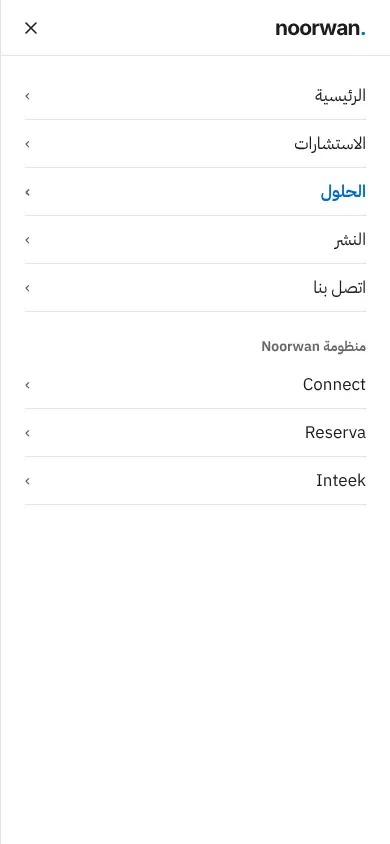 noorwan.
الرئيسية
الاستشارات
الحلول
النشر
اتصل بنا
منظومة Noorwan
Connect
Reserva
Inteek